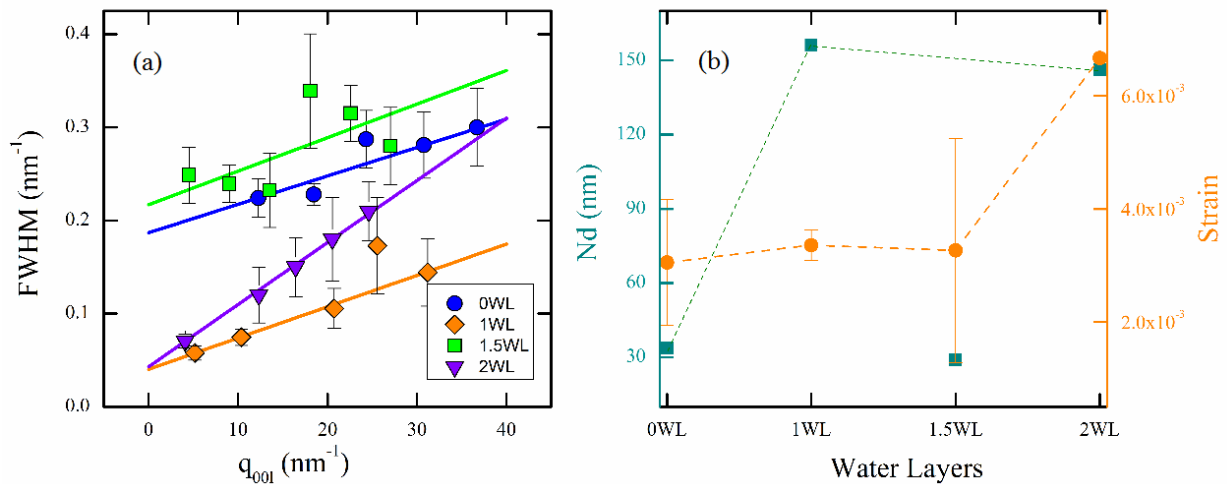 (a)
FWHM (nm⁻¹)
0.4
0.3
0.2
0.1
0.0
0 10 20 30 40
q₀₀ₗ (nm⁻¹)
0WL
1WL
1.5WL
2WL
(b)
Nd (nm)
150
120
90
60
30
0WL 1WL 1.5WL 2WL
Water Layers
6.0x10⁻³
4.0x10⁻³
2.0x10⁻³
Strain